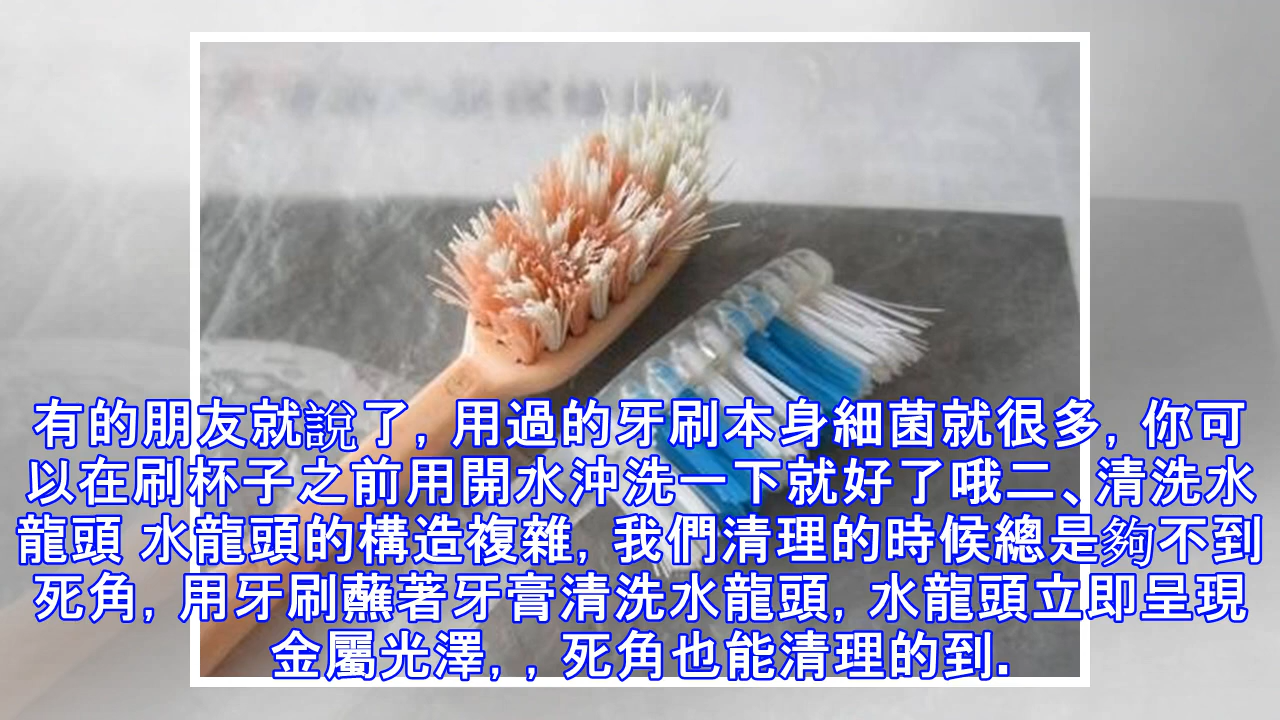 有的朋友就說了, 用過的牙刷本身細菌就很多, 你可
以在刷杯子之前用開水沖洗一下就好了哦二、清洗水
龍頭 水龍頭的構造複雜, 我們清理的時候總是夠不到
死角, 用牙刷蘸著牙膏清洗水龍頭, 水龍頭立即呈現
金屬光澤, , 死角也能清理的到.